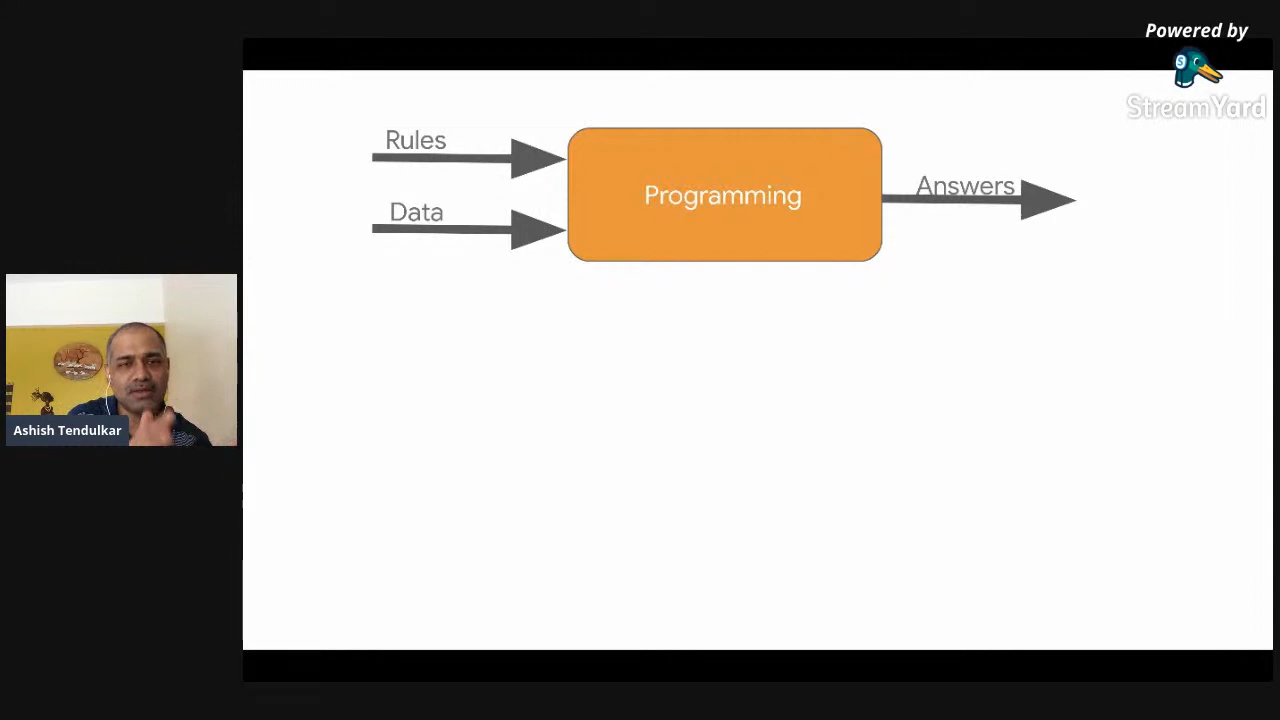 Powered by
StreamYard
Rules
Data
Programming
Answers
Ashish Tendulkar